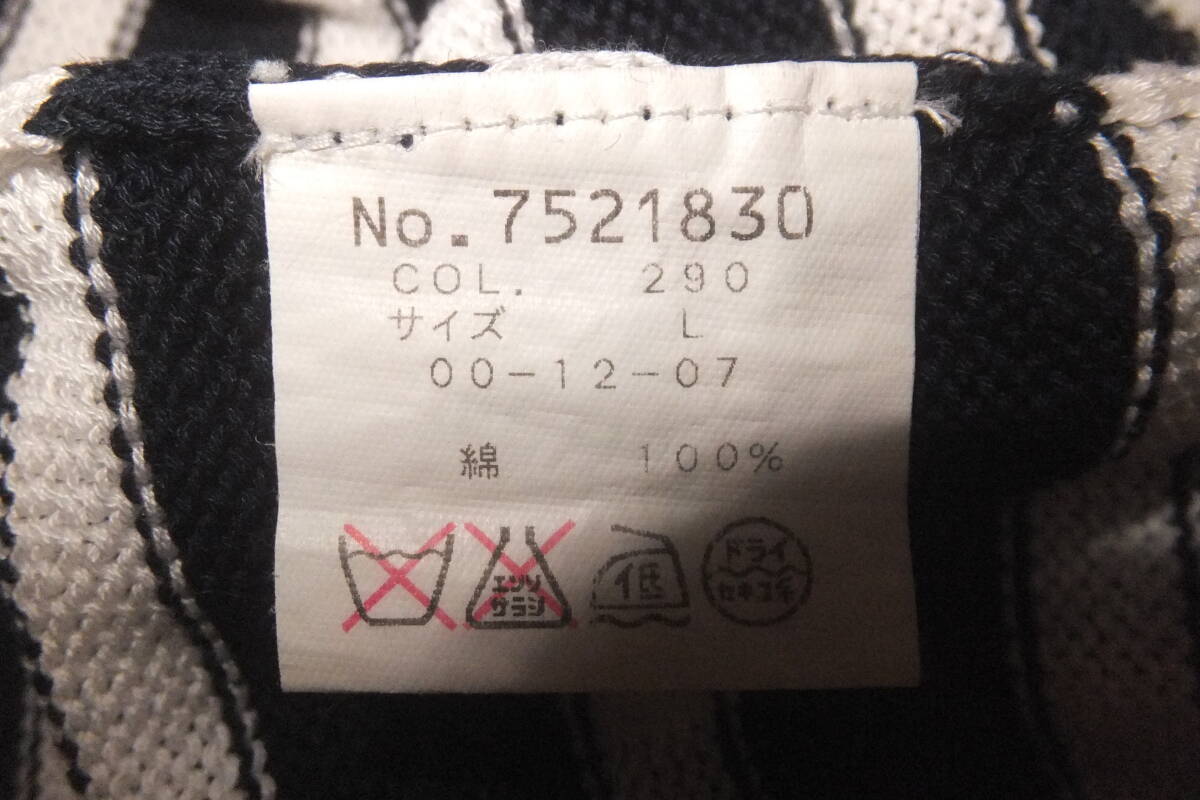 No. 7521830
COL. 290
サイズ L
00-12-07
綿 100%
エンソ
サラシ
低
ドライ
セキユ系